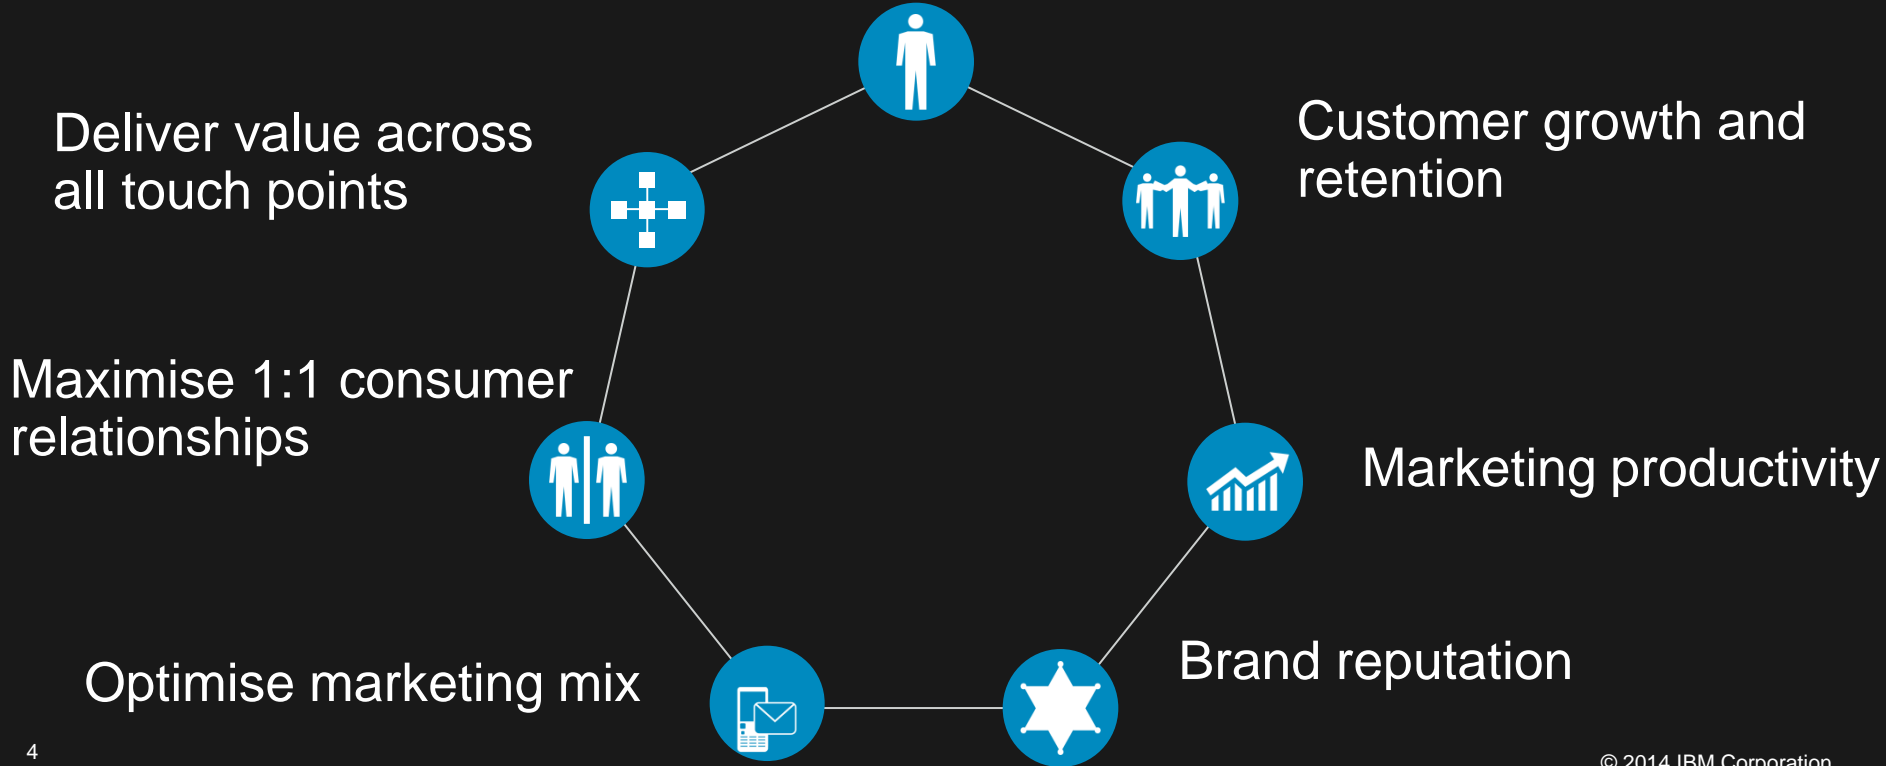 Deliver value across
all touch points
Customer growth and
retention
Maximise 1:1 consumer
relationships
Marketing productivity
Optimise marketing mix
Brand reputation
4
© 2014 IBM Corporation